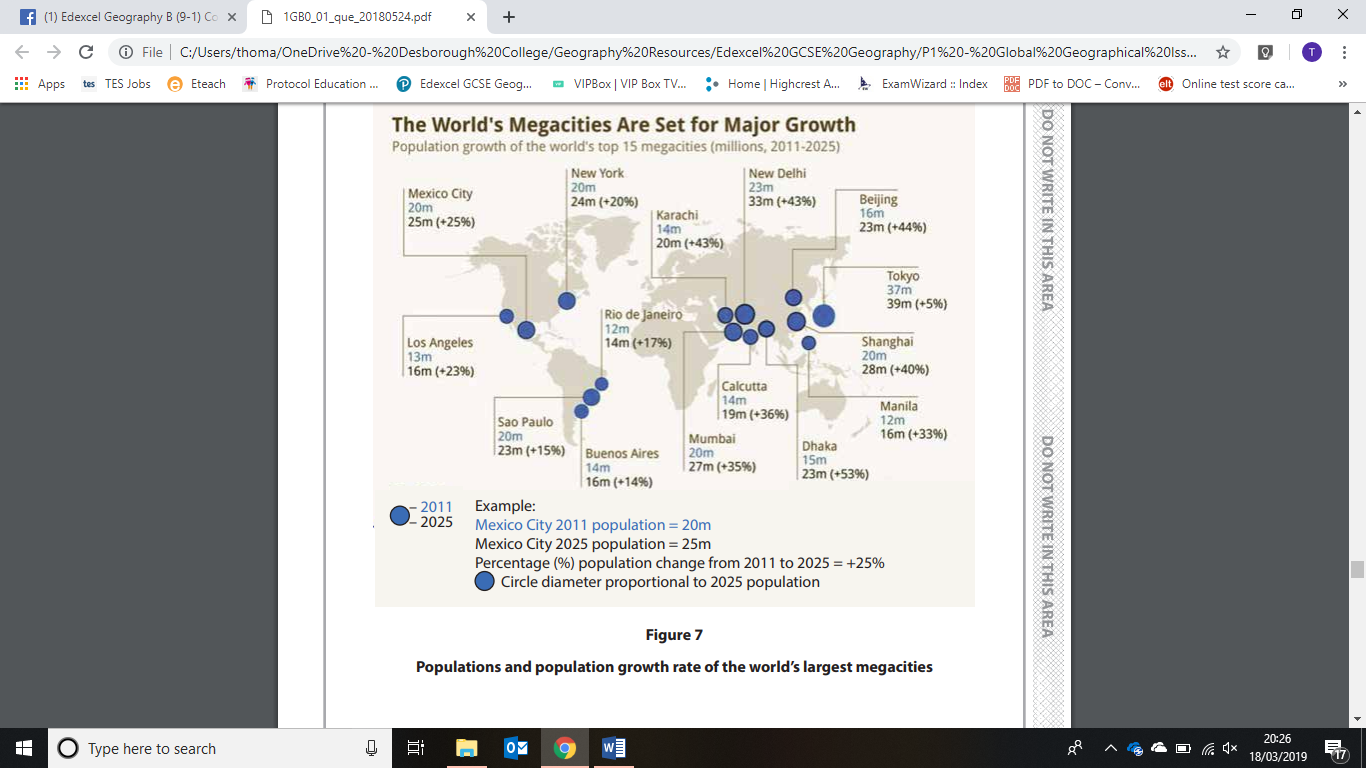 (1) Edexcel Geography B (9-1) Co
1GB0_01_que_20180524.pdf
File | C:/Users/thoma/OneDrive%20-%20Desborough%20College/Geography%20Resources/Edexcel%20GCSE%20Geography/P1%20-%20Global%20Geographical%20Iss...
T
Apps
tes TES Jobs
Eteach
Protocol Education ...
Edexcel GCSE Geog...
VIPBox | VIP Box TV...
Home | Highcrest A...
ExamWizard :: Index
PDF to DOC – Conv...
elt Online test score ca...
»
The World's Megacities Are Set for Major Growth
Population growth of the world's top 15 megacities (millions, 2011-2025)
Mexico City
20m
25m (+25%)
New York
20m
24m (+20%)
Karachi
14m
20m (+43%)
New Delhi
23m
33m (+43%)
Beijing
16m
23m (+44%)
Tokyo
37m
39m (+5%)
Los Angeles
13m
16m (+23%)
Rio de Janeiro
12m
14m (+17%)
Shanghai
20m
28m (+40%)
Sao Paulo
20m
23m (+15%)
Buenos Aires
14m
16m (+14%)
Mumbai
20m
27m (+35%)
Calcutta
14m
19m (+36%)
Dhaka
15m
23m (+53%)
Manila
12m
16m (+33%)
– 2011
– 2025
Example:
Mexico City 2011 population = 20m
Mexico City 2025 population = 25m
Percentage (%) population change from 2011 to 2025 = +25%
Circle diameter proportional to 2025 population
Figure 7
Populations and population growth rate of the world's largest megacities
DO NOT WRITE IN THIS AREA
DO NOT WRITE IN THIS AREA
Type here to search
20:26
18/03/2019
17